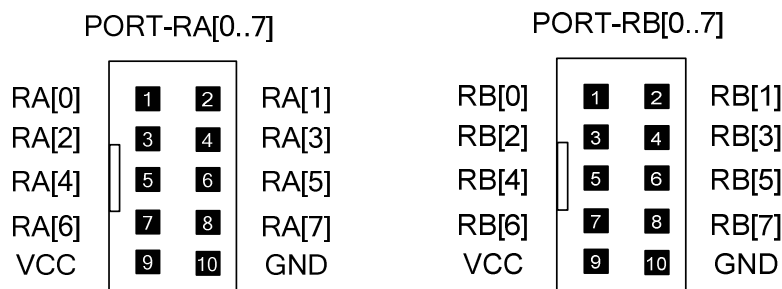 PORT-RA[0..7]
RA[0] 1 2 RA[1]
RA[2] 3 4 RA[3]
RA[4] 5 6 RA[5]
RA[6] 7 8 RA[7]
VCC 9 10 GND
PORT-RB[0..7]
RB[0] 1 2 RB[1]
RB[2] 3 4 RB[3]
RB[4] 5 6 RB[5]
RB[6] 7 8 RB[7]
VCC 9 10 GND